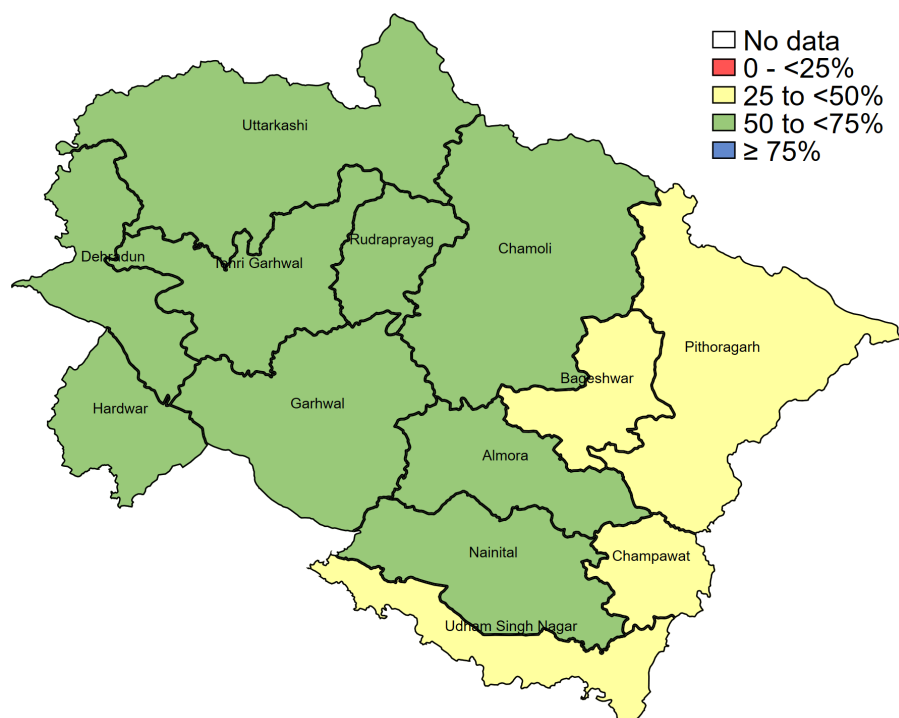 No data
0 - <25%
25 to <50%
50 to <75%
≥ 75%
Uttarkashi
Rudraprayag
Chamoli
Dehradun
Tehri Garhwal
Pithoragarh
Bageshwar
Garhwal
Hardwar
Almora
Nainital
Champawat
Udham Singh Nagar